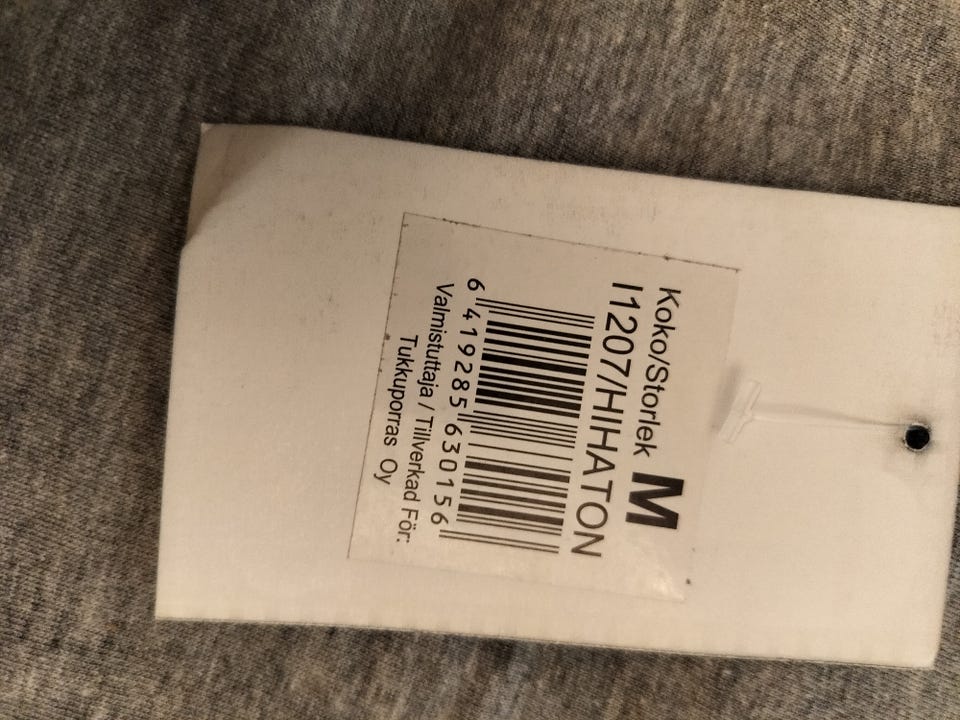 Koko/Storlek M
I1207/HIHATON
6 419285 630156
Valmistuttaja / Tillverkad För:
Tukkuporras Oy